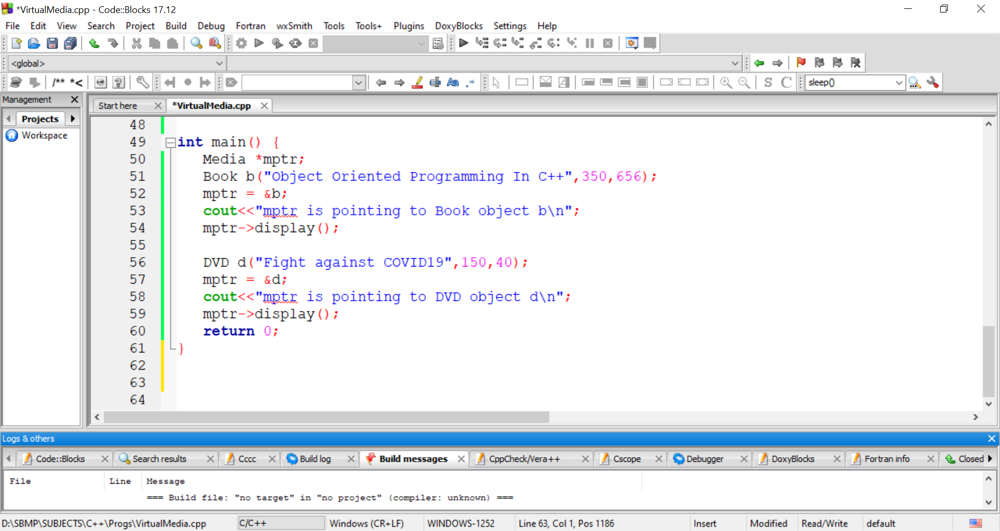 *VirtualMedia.cpp - Code::Blocks 17.12
File Edit View Search Project Build Debug Fortran wxSmith Tools Tools+ Plugins DoxyBlocks Settings Help
<global>
/** *<
Aa .* S C sleep()
Management
Start here *VirtualMedia.cpp
Projects
Workspace
48
49 int main() {
50 Media *mptr;
51 Book b("Object Oriented Programming In C++",350,656);
52 mptr = &b;
53 cout<<"mptr is pointing to Book object b\n";
54 mptr->display();
55
56 DVD d("Fight against COVID19",150,40);
57 mptr = &d;
58 cout<<"mptr is pointing to DVD object d\n";
59 mptr->display();
60 return 0;
61 }
62
63
64
Logs & others
Code::Blocks Search results Cccc Build log Build messages CppCheck/Vera++ Cscope Debugger DoxyBlocks Fortran info Closed
File Line Message
=== Build file: "no target" in "no project" (compiler: unknown) ===
D:\SBMP\SUBJECTS\C++\Progs\VirtualMedia.cpp C/C++ Windows (CR+LF) WINDOWS-1252 Line 63, Col 1, Pos 1186 Insert Modified Read/Write default